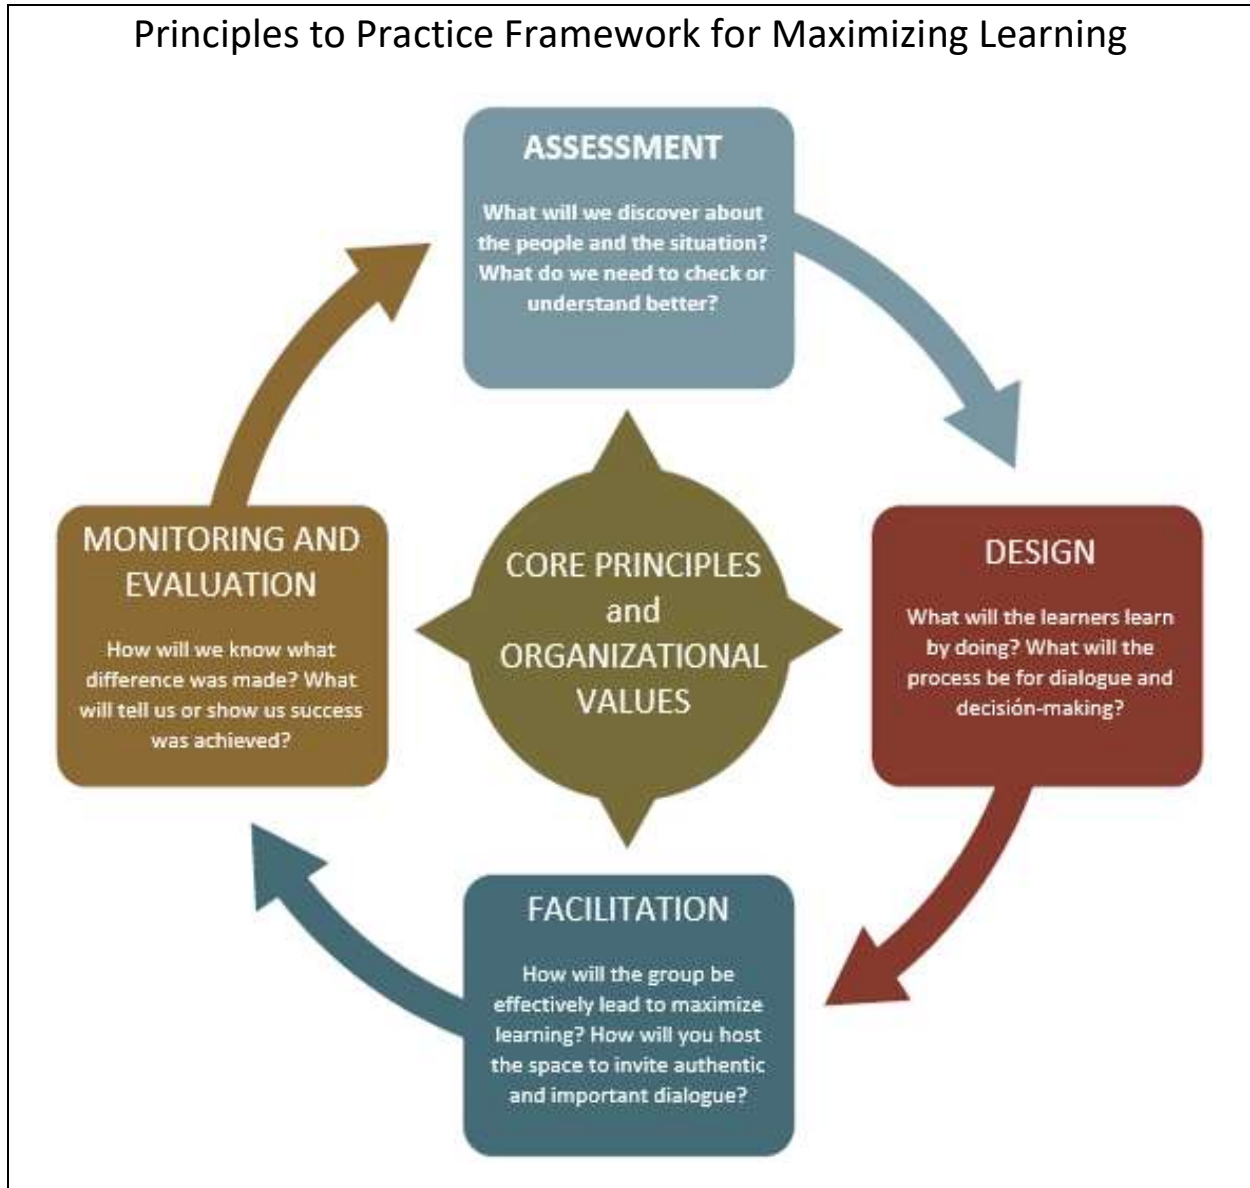 Principles to Practice Framework for Maximizing Learning
ASSESSMENT
What will we discover about
the people and the situation?
What do we need to check or
understand better?
DESIGN
What will the learners learn
by doing? What will the
process be for dialogue and
decisión-making?
FACILITATION
How will the group be
effectively lead to maximize
learning? How will you host
the space to invite authentic
and important dialogue?
MONITORING AND
EVALUATION
How will we know what
difference was made? What
will tell us or show us success
was achieved?
CORE PRINCIPLES
and
ORGANIZATIONAL
VALUES